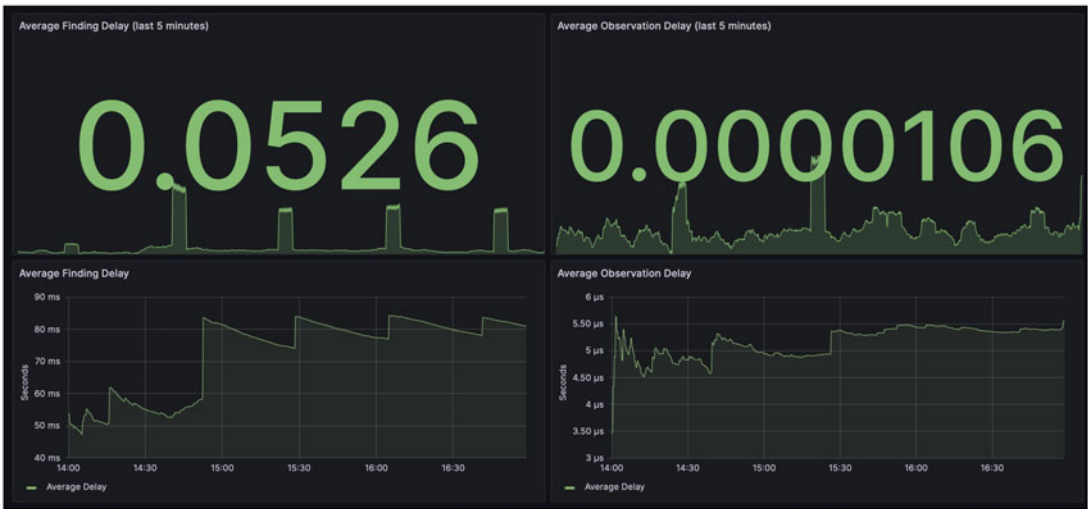 Average Finding Delay (last 5 minutes)
0.0526
Average Observation Delay (last 5 minutes)
0.0000106
Average Finding Delay
90 ms
80 ms
70 ms
60 ms
50 ms
40 ms
Seconds
14:00 14:30 15:00 15:30 16:00 16:30
Average Delay
Average Observation Delay
6 µs
5.50 µs
5 µs
4.50 µs
4 µs
3.50 µs
3 µs
Seconds
14:00 14:30 15:00 15:30 16:00 16:30
Average Delay